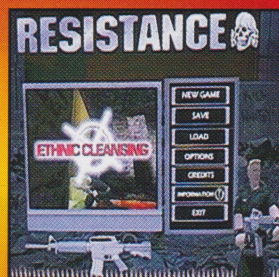 RESISTANCE
ETHNIC CLEANSING
NEW GAME
SAVE
LOAD
OPTIONS
CREDITS
INFORMATION
EXIT